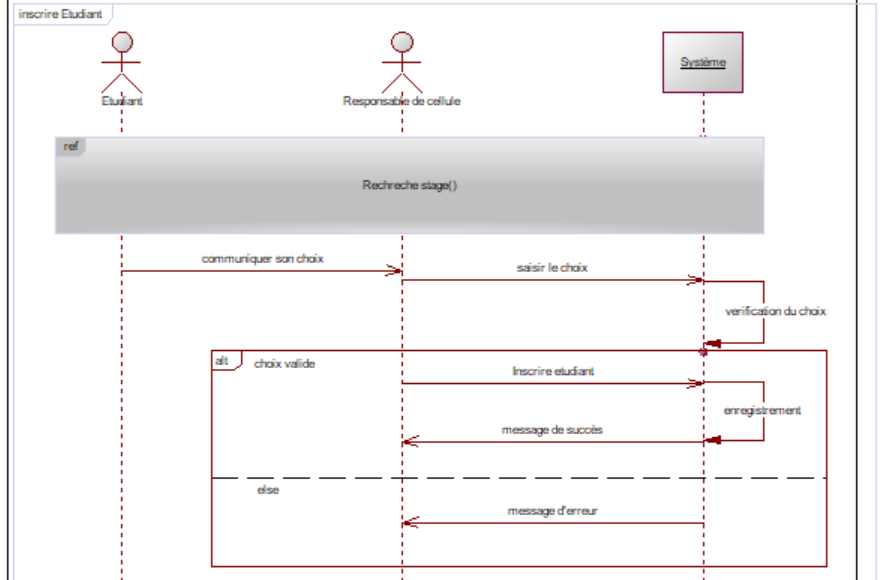 inscrire Etudiant
Etudiant
Responsable de cellule
Système
ref
Rechreche stage()
communiquer son choix
saisir le choix
verification du choix
alt
choix valide
Inscrire etudiant
enregistrement
message de succès
else
message d'erreur